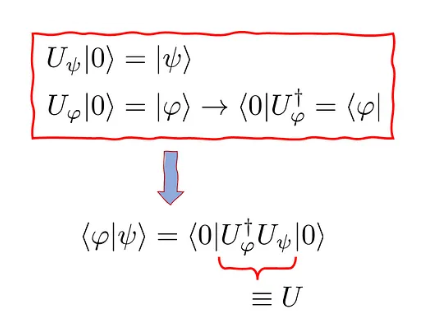 U_ψ|0⟩ = |ψ⟩
U_φ|0⟩ = |φ⟩ → ⟨0|U_φ^† = ⟨φ|
⟨φ|ψ⟩ = ⟨0|U_φ^†U_ψ|0⟩
≡ U